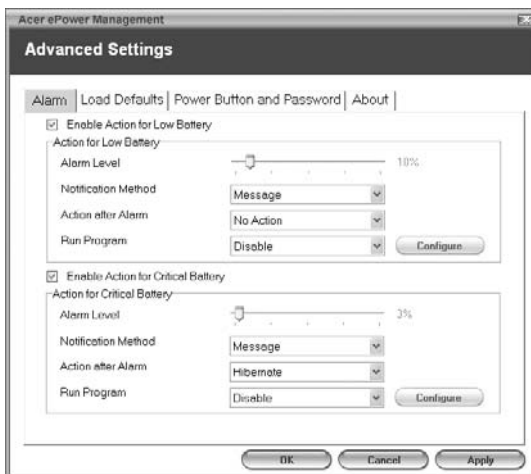 Acer ePower Management
Advanced Settings
Alarm Load Defaults Power Button and Password About
Enable Action for Low Battery
Action for Low Battery
Alarm Level 10%
Notification Method Message
Action after Alarm No Action
Run Program Disable Configure
Enable Action for Critical Battery
Action for Critical Battery
Alarm Level 3%
Notification Method Message
Action after Alarm Hibernate
Run Program Disable Configure
OK Cancel Apply